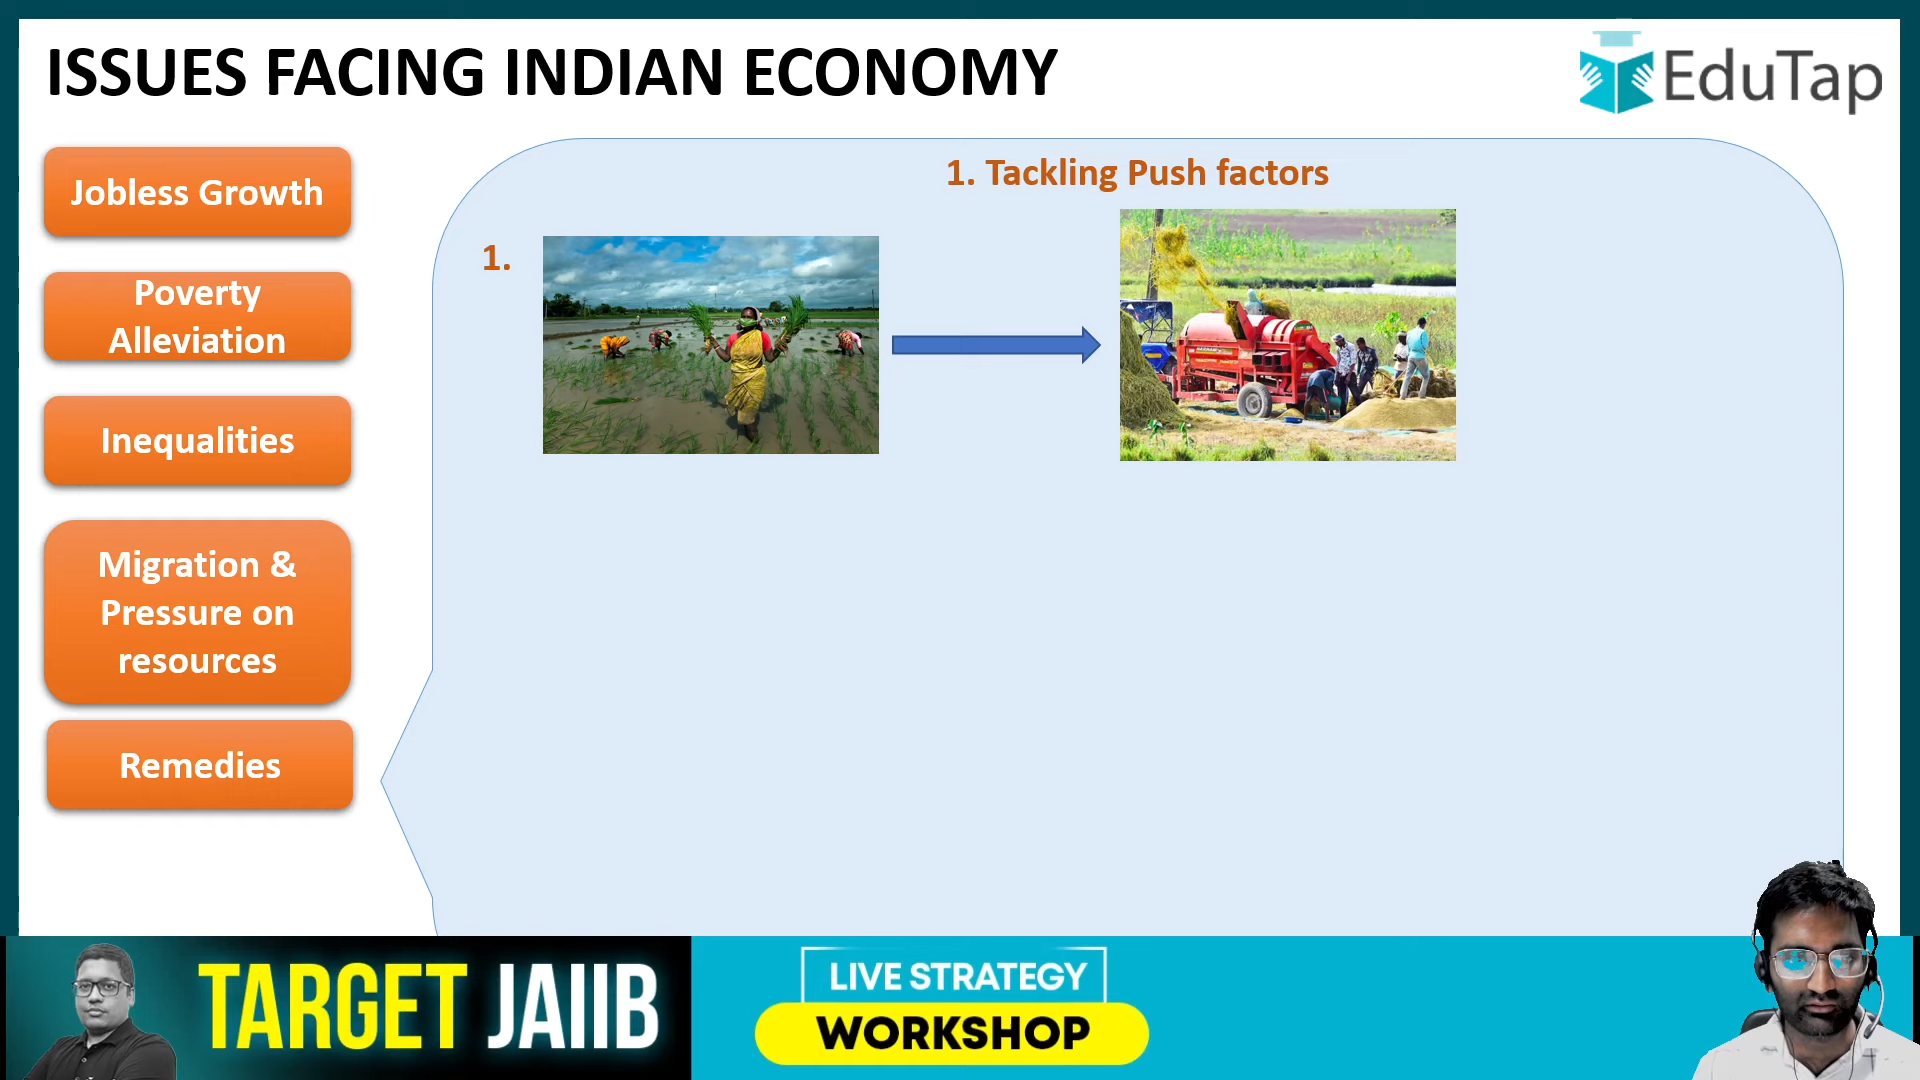 ISSUES FACING INDIAN ECONOMY
EduTap
Jobless Growth
Poverty
Alleviation
Inequalities
Migration &
Pressure on
resources
Remedies
1. Tackling Push factors
1.
TARGET JAIIB
LIVE STRATEGY
WORKSHOP